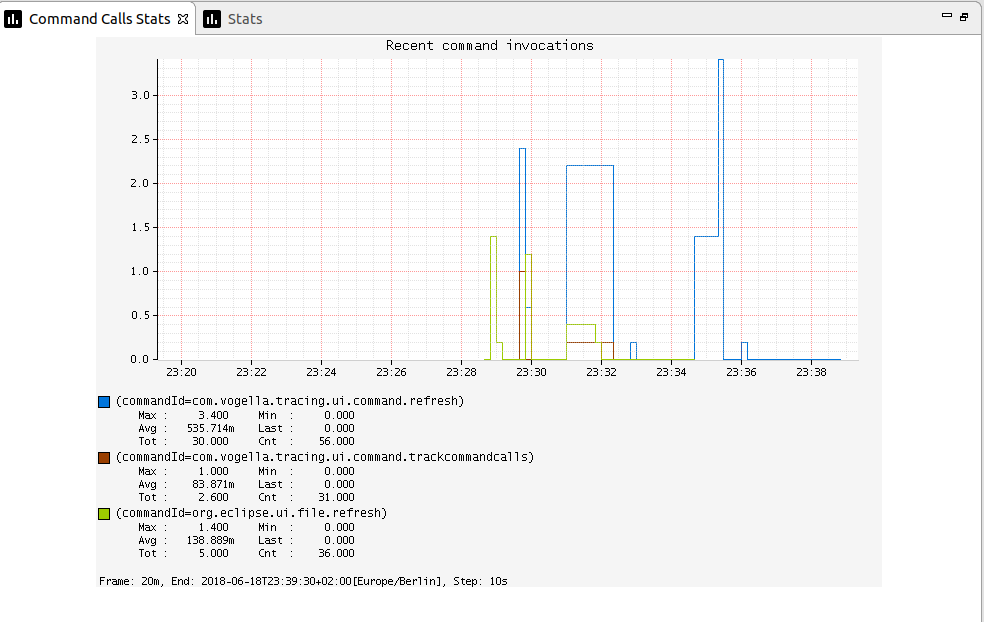 Command Calls Stats Stats
Recent command invocations
3.0
2.5
2.0
1.5
1.0
0.5
0.0
23:20 23:22 23:24 23:26 23:28 23:30 23:32 23:34 23:36 23:38
(commandId=com.vogella.tracing.ui.command.refresh)
Max : 3.400 Min : 0.000
Avg : 535.714m Last : 0.000
Tot : 30.000 Cnt : 56.000
(commandId=com.vogella.tracing.ui.command.trackcommandcalls)
Max : 1.000 Min : 0.000
Avg : 83.871m Last : 0.000
Tot : 2.600 Cnt : 31.000
(commandId=org.eclipse.ui.file.refresh)
Max : 1.400 Min : 0.000
Avg : 138.889m Last : 0.000
Tot : 5.000 Cnt : 36.000
Frame: 20m, End: 2018-06-18T23:39:30+02:00[Europe/Berlin], Step: 10s